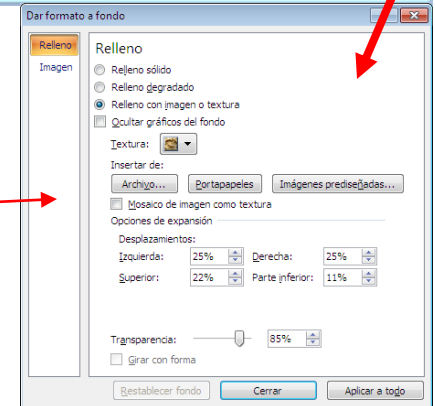 Dar formato a fondo
Relleno
Imagen
Relleno
Relleno sólido
Relleno degradado
Relleno con imagen o textura
Ocultar gráficos del fondo
Textura:
Insertar de:
Archivo... Portapapeles Imágenes prediseñadas...
Mosaico de imagen como textura
Opciones de expansión
Desplazamientos:
Izquierda: 25% Derecha: 25%
Superior: 22% Parte inferior: 11%
Transparencia: 85%
Girar con forma
Restablecer fondo Cerrar Aplicar a todo